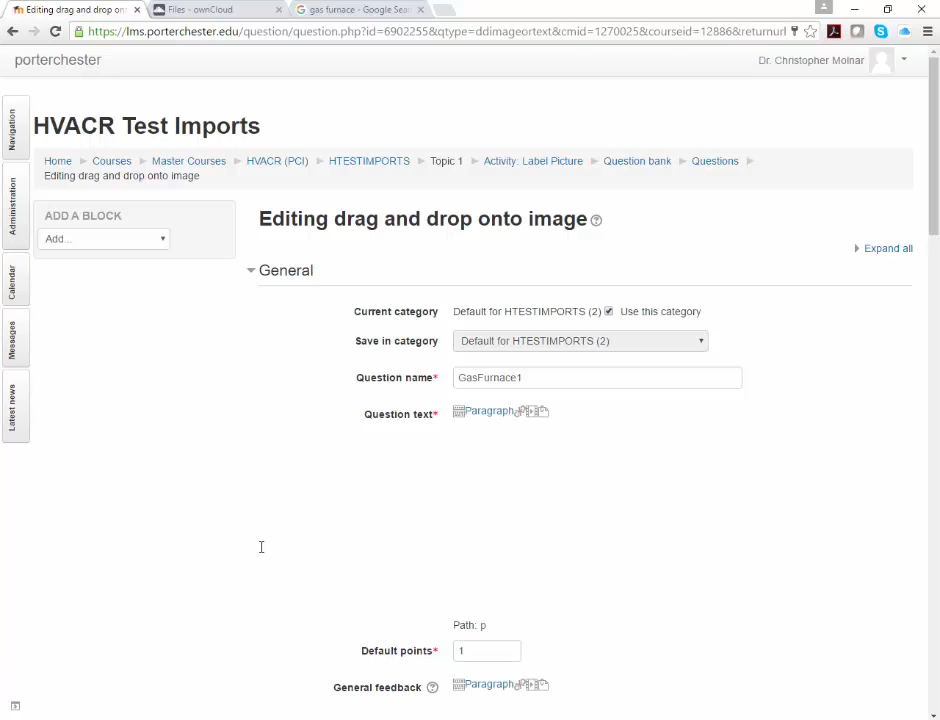 Editing drag and drop on
Files - ownCloud
gas furnace - Google Sea
https://lms.porterchester.edu/question/question.php?id=6902255&qtype=ddimageortext&cmid=1270025&courseid=12886&returnurl
porterchester
Dr. Christopher Molnar
Navigation
Administration
Calendar
Messages
Latest news
HVACR Test Imports
Home Courses Master Courses HVACR (PCI) HTESTIMPORTS Topic 1 Activity: Label Picture Question bank Questions
Editing drag and drop onto image
ADD A BLOCK
Add...
Editing drag and drop onto image
Expand all
General
Current category Default for HTESTIMPORTS (2) Use this category
Save in category Default for HTESTIMPORTS (2)
Question name* GasFurnace1
Question text* Paragraph
Path: p
Default points* 1
General feedback Paragraph